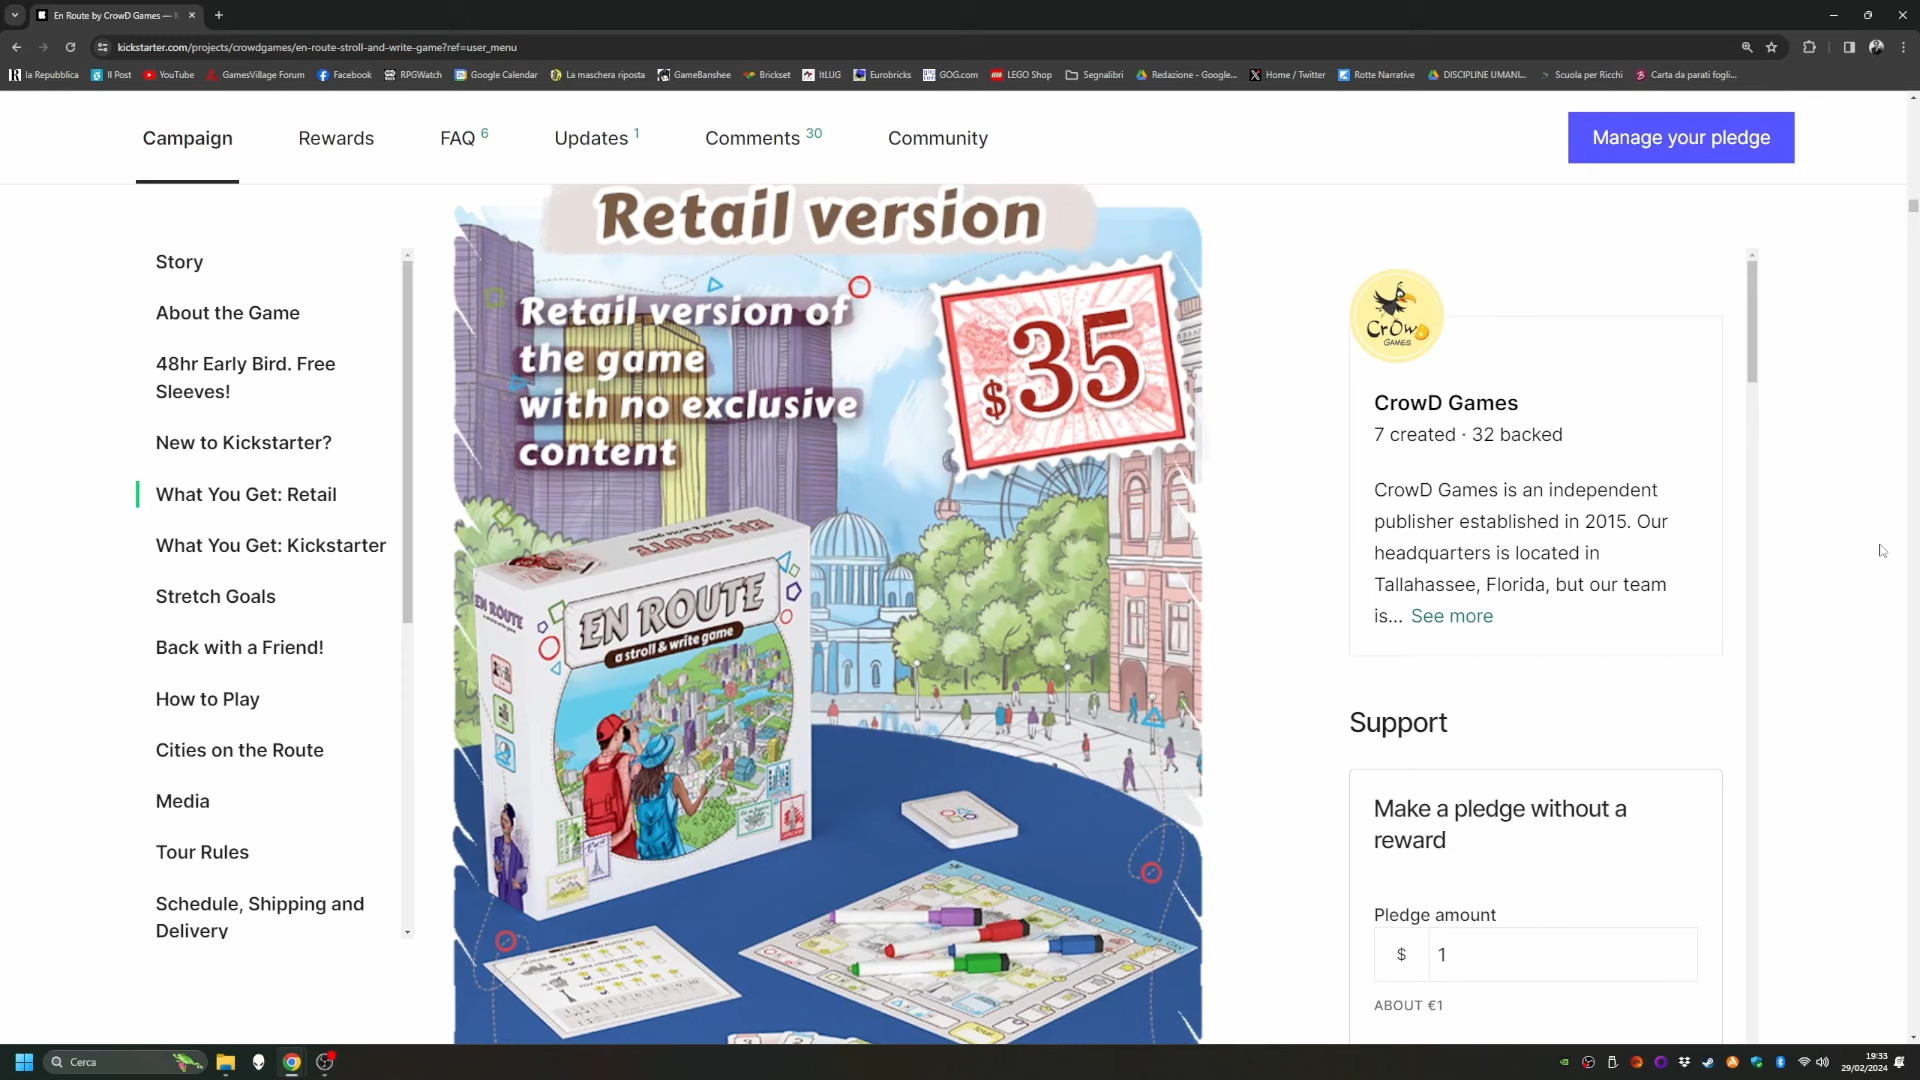 En Route by CrowD Games — K
kickstarter.com/projects/crowdgames/en-route-stroll-and-write-game?ref=user_menu
la Repubblica
Il Post
YouTube
GamesVillage Forum
Facebook
RPGWatch
Google Calendar
La maschera riposta
GameBanshee
Brickset
ItLUG
Eurobricks
GOG.com
LEGO Shop
Segnalibri
Redazione - Google...
Home / Twitter
Rotte Narrative
DISCIPLINE UMANI...
Scuola per Ricchi
Carta da parati fogli...
Campaign
Rewards
FAQ 6
Updates 1
Comments 30
Community
Manage your pledge
Story
About the Game
48hr Early Bird. Free
Sleeves!
New to Kickstarter?
What You Get: Retail
What You Get: Kickstarter
Stretch Goals
Back with a Friend!
How to Play
Cities on the Route
Media
Tour Rules
Schedule, Shipping and
Delivery
Retail version
Retail version of
the game
with no exclusive
content
$35
EN ROUTE
a stroll & write game
EN ROUTE
EN ROUTE
a stroll & write game
CrowD
GAMES
CrowD Games
7 created · 32 backed
CrowD Games is an independent
publisher established in 2015. Our
headquarters is located in
Tallahassee, Florida, but our team
is... See more
Support
Make a pledge without a
reward
Pledge amount
$ 1
ABOUT €1
Cerca
19:33
29/02/2024